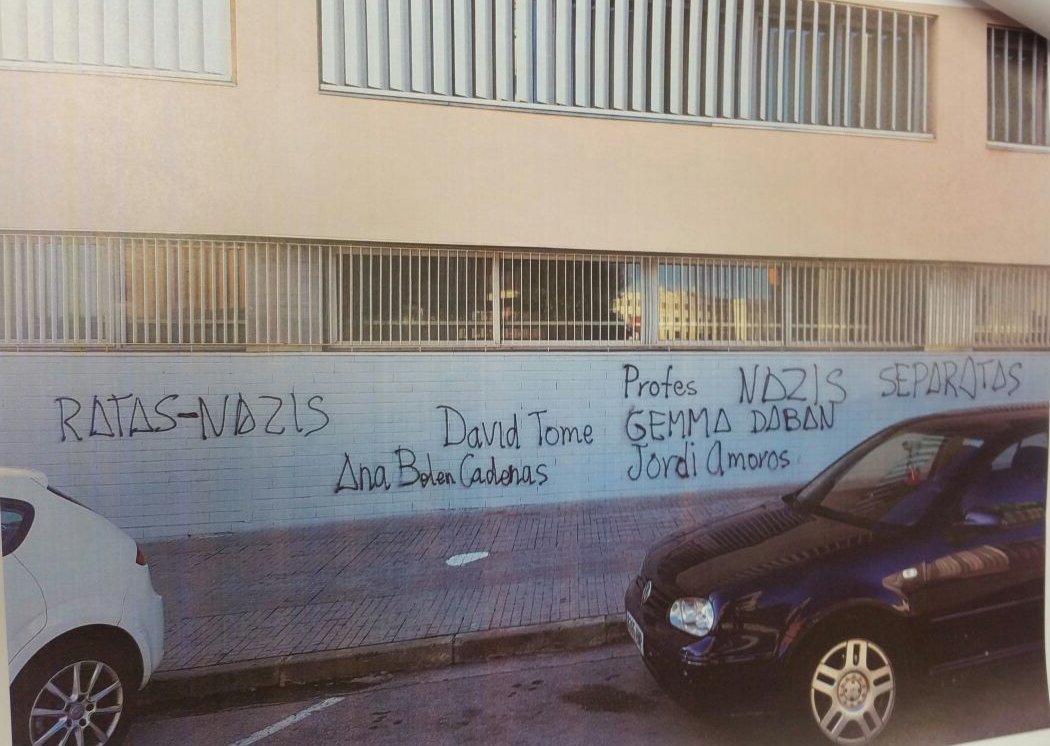 RATAS-NAZIS
Profes NAZIS SEPARATAS
David Tome GEMMA DABAN
Ana Belen Cadenas Jordi Amoros